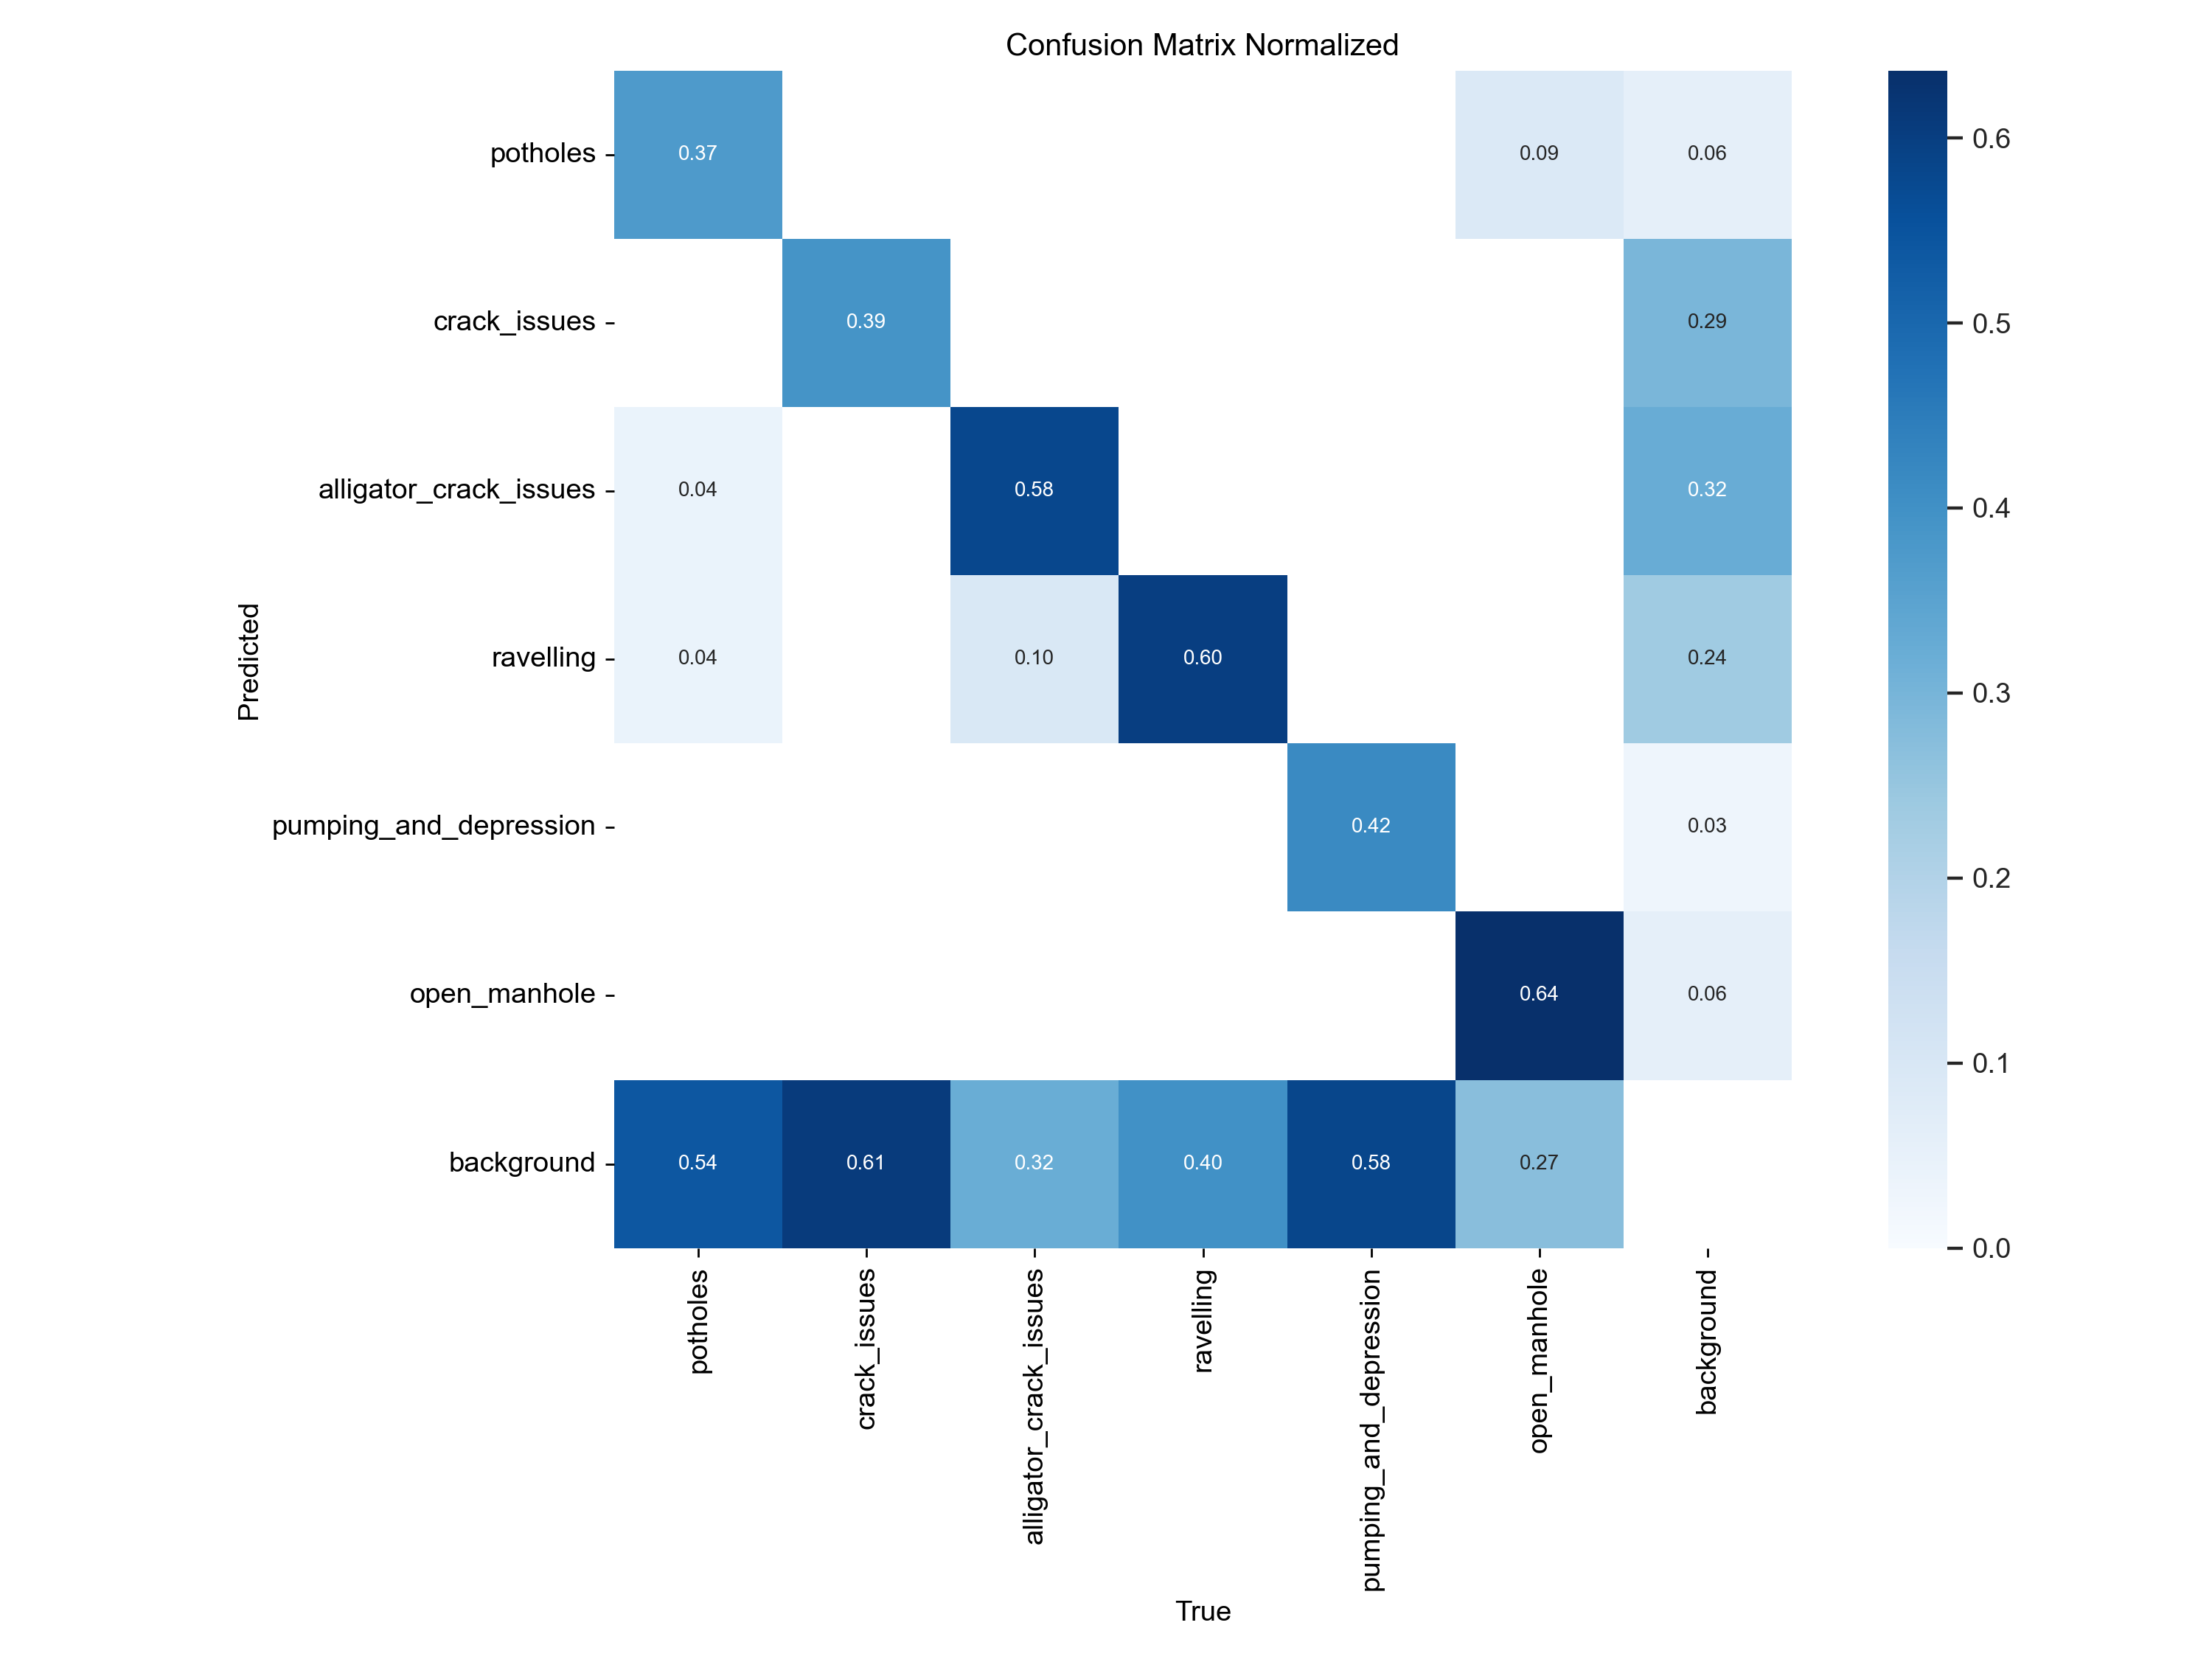 Confusion Matrix Normalized
Predicted
potholes 0.37 0.09 0.06
crack_issues 0.39 0.29
alligator_crack_issues 0.04 0.58 0.32
ravelling 0.04 0.10 0.60 0.24
pumping_and_depression 0.42 0.03
open_manhole 0.64 0.06
background 0.54 0.61 0.32 0.40 0.58 0.27
potholes
crack_issues
alligator_crack_issues
ravelling
pumping_and_depression
open_manhole
background
True
0.6
0.5
0.4
0.3
0.2
0.1
0.0